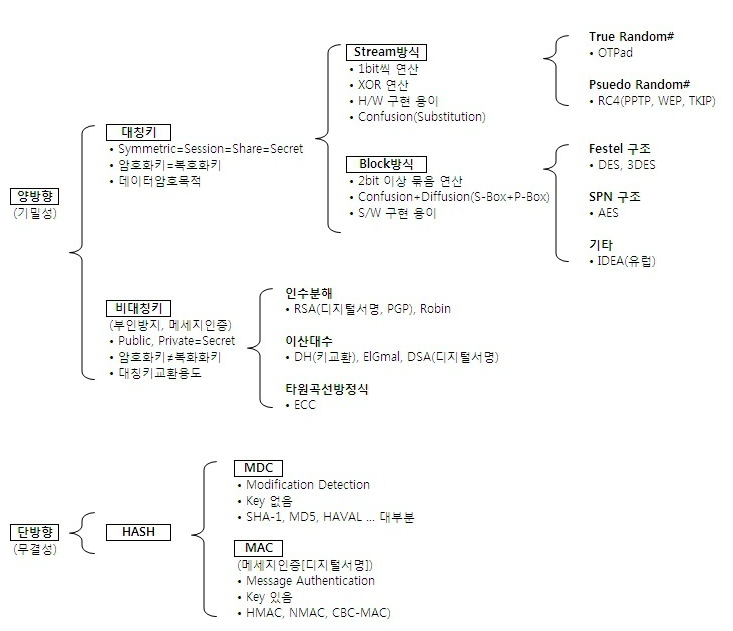 양방향
(기밀성)
대칭키
• Symmetric=Session=Share=Secret
• 암호화키=복호화키
• 데이터암호목적
Stream방식
• 1bit씩 연산
• XOR 연산
• H/W 구현 용이
• Confusion(Substitution)
True Random#
• OTPad
Psuedo Random#
• RC4(PPTP, WEP, TKIP)
Block방식
• 2bit 이상 묶음 연산
• Confusion+Diffusion(S-Box+P-Box)
• S/W 구현 용이
Festel 구조
• DES, 3DES
SPN 구조
• AES
기타
• IDEA(유럽)
비대칭키
(부인방지, 메세지인증)
• Public, Private=Secret
• 암호화키≠복화화키
• 대칭키교환용도
인수분해
• RSA(디지털서명, PGP), Robin
이산대수
• DH(키교환), ElGmal, DSA(디지털서명)
타원곡선방정식
• ECC
단방향
(무결성)
HASH
MDC
• Modification Detection
• Key 없음
• SHA-1, MD5, HAVAL ... 대부분
MAC
(메세지인증[디지털서명])
• Message Authentication
• Key 있음
• HMAC, NMAC, CBC-MAC)